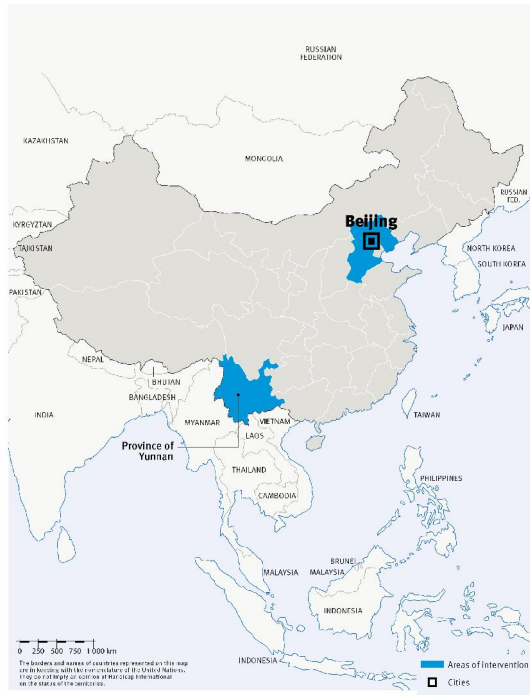 RUSSIAN
FEDERATION
KAZAKHSTAN
MONGOLIA
RUSSIAN
FED.
Beijing
KYRGYZTAN
TAJIKISTAN
NORTH KOREA
SOUTH KOREA
PAKISTAN
JAPAN
NEPAL
BHUTAN
BANGLADESH
INDIA
MYANMAR
VIETNAM
TAIWAN
Province of
Yunnan
LAOS
THAILAND
PHILIPPINES
CAMBODIA
BRUNEI
MALAYSIA
MALAYSIA
INDONESIA
0 250 500 750 1 000 km
The borders and names of countries represented on this map
are in keeping with the nomenclature of the United Nations.
They do not imply an opinion of Handicap International
on the status of the territories.
INDONESIA
Areas of intervention
Cities